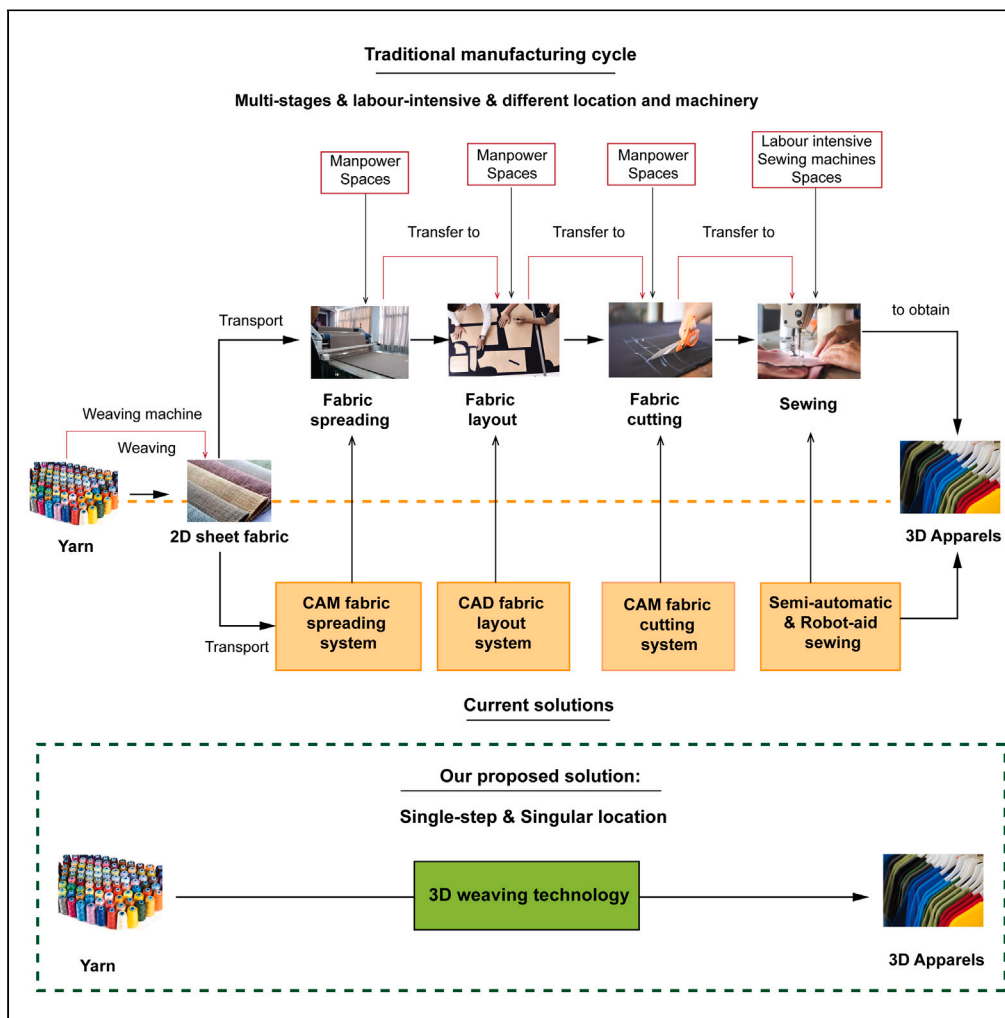 Traditional manufacturing cycle
Multi-stages & labour-intensive & different location and machinery
Manpower
Spaces
Manpower
Spaces
Manpower
Spaces
Labour intensive
Sewing machines
Spaces
Transfer to
Transfer to
Transfer to
Transport
to obtain
Fabric
spreading
Fabric
layout
Fabric
cutting
Sewing
Weaving machine
Weaving
Yarn
2D sheet fabric
3D Apparels
Transport
CAM fabric
spreading
system
CAD fabric
layout
system
CAM fabric
cutting
system
Semi-automatic
& Robot-aid
sewing
Current solutions
Our proposed solution:
Single-step & Singular location
3D weaving technology
Yarn
3D Apparels